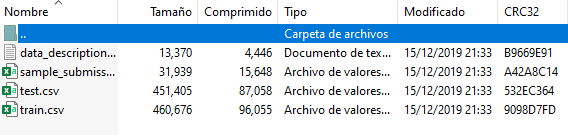 Nombre Tamaño Comprimido Tipo Modificado CRC32
.. Carpeta de archivos
data_description... 13,370 4,446 Documento de tex... 15/12/2019 21:33 B9669E91
sample_submiss... 31,939 15,648 Archivo de valores... 15/12/2019 21:33 A42A8C14
test.csv 451,405 87,058 Archivo de valores... 15/12/2019 21:33 532EC364
train.csv 460,676 96,055 Archivo de valores... 15/12/2019 21:33 9098D7FD